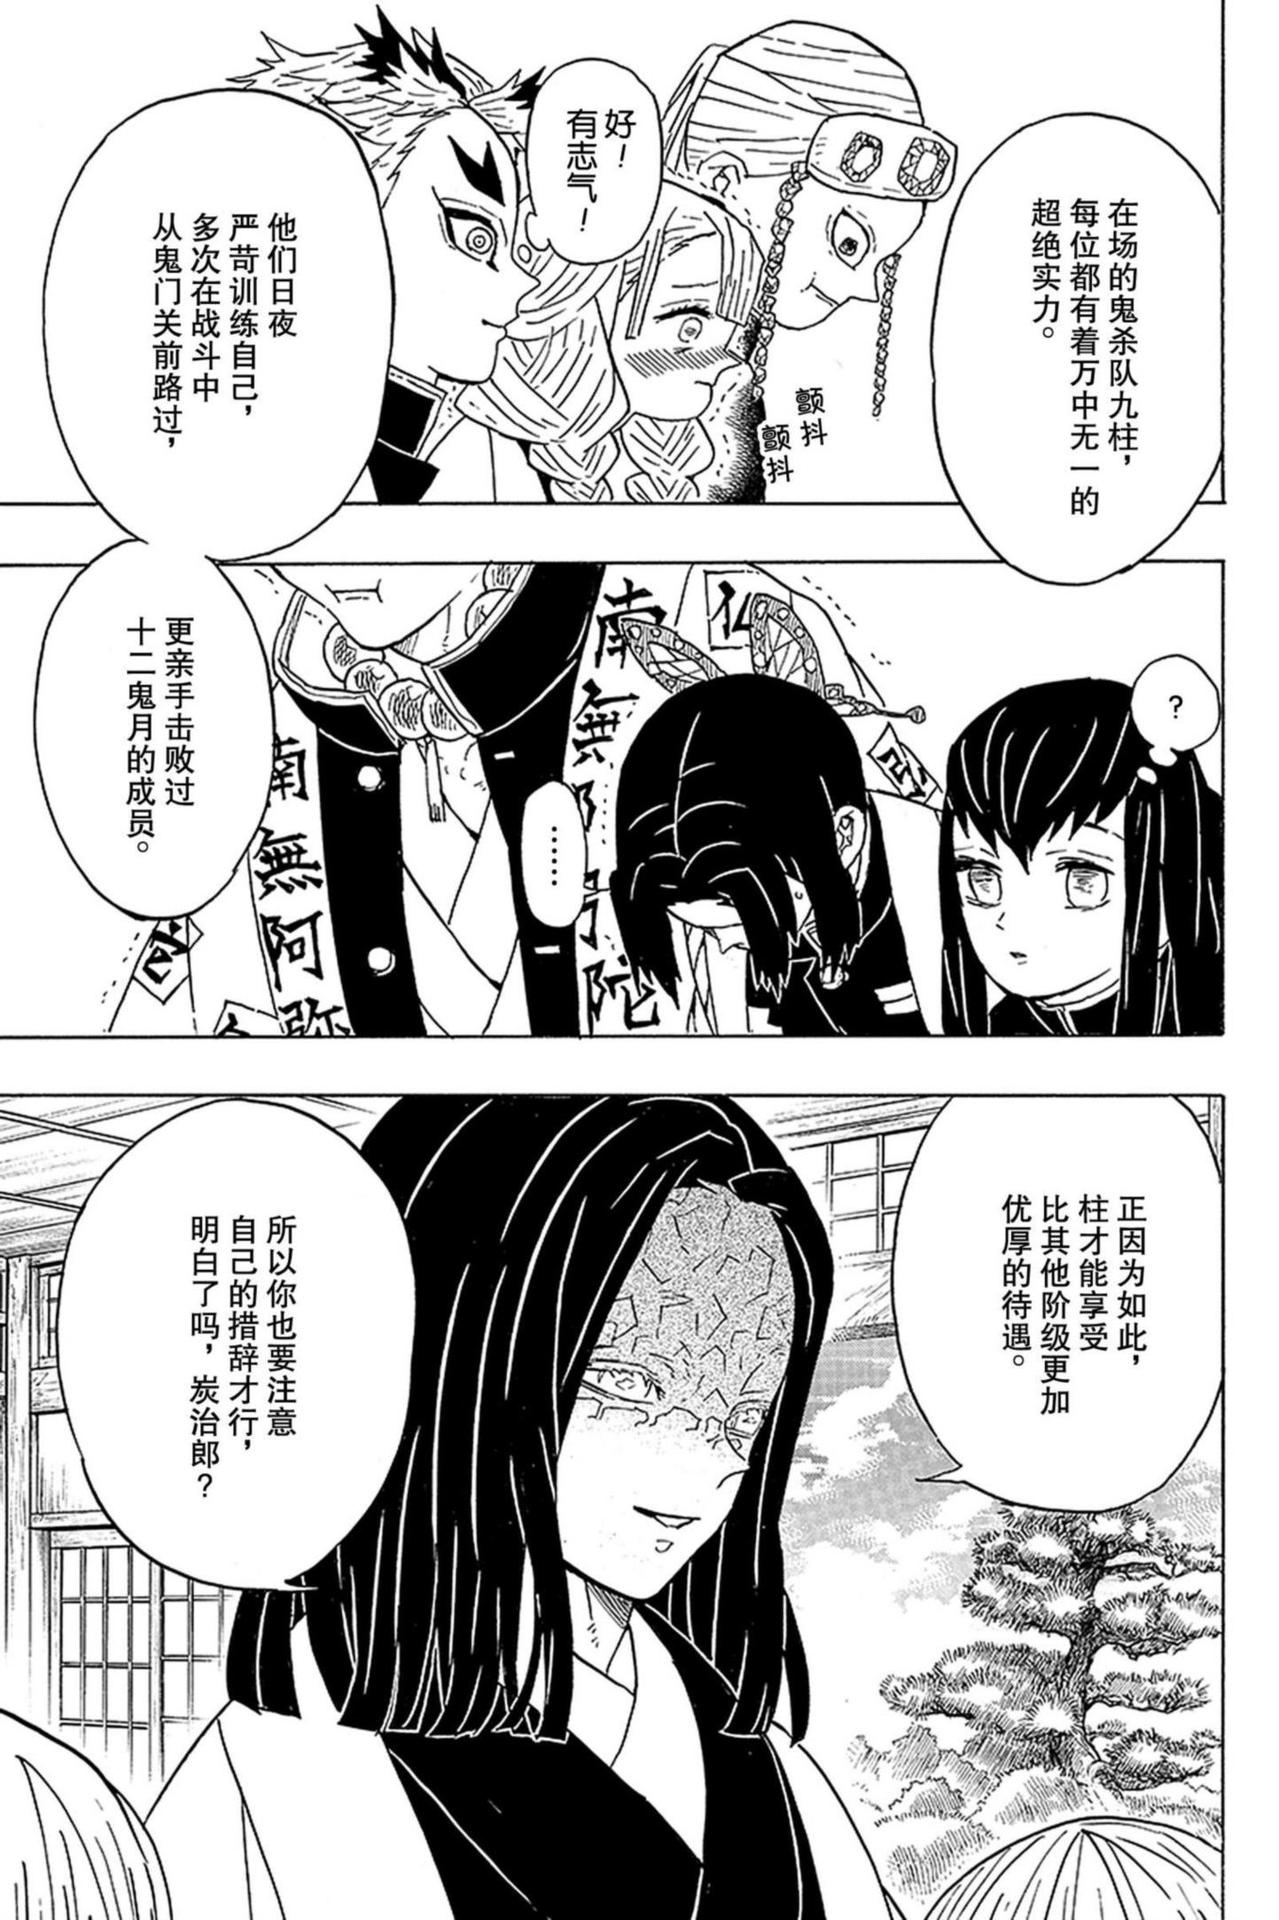 在场的鬼杀队九柱，
每位都有着万中无一的
超绝实力。
好！
有志气！
颤抖
颤抖
他们日夜
严苛训练自己，
多次在战斗中
从鬼门关前路过，
更亲手击败过
十二鬼月的成员。
？
……
南無阿弥
南無阿陀
正因为如此，
柱才能享受
比其他阶级更加
优厚的待遇。
所以你也要注意
自己的措辞才行，
明白了吗，炭治郎？